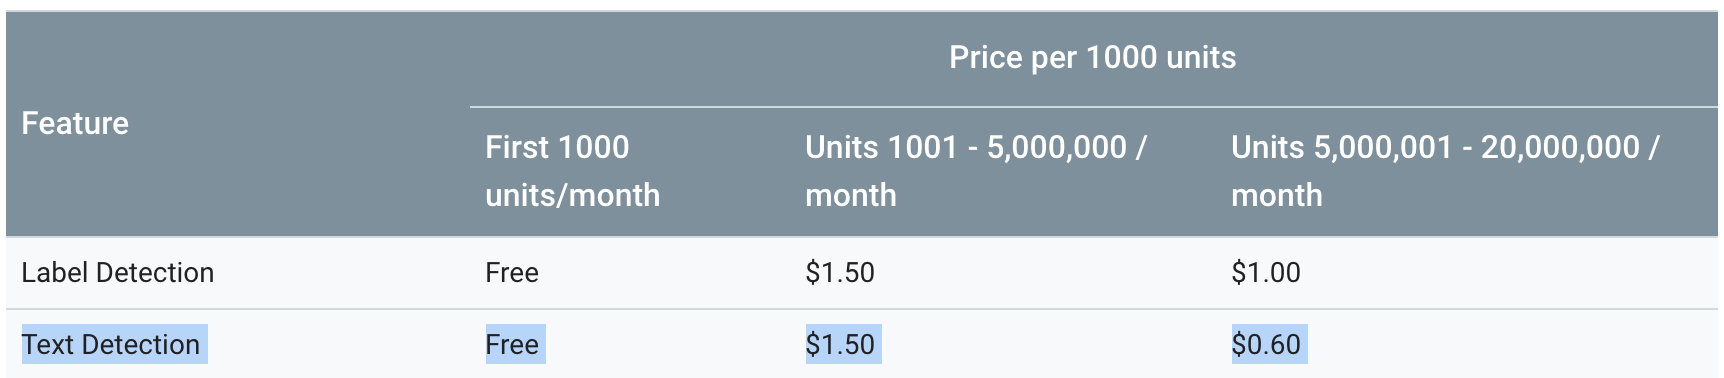 Price per 1000 units
Feature
First 1000 units/month
Units 1001 - 5,000,000 / month
Units 5,000,001 - 20,000,000 / month
Label Detection Free $1.50 $1.00
Text Detection Free $1.50 $0.60